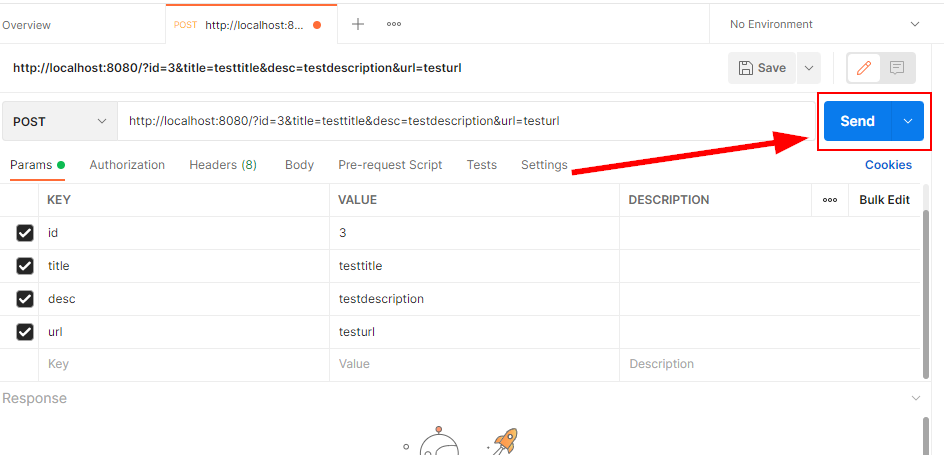 Overview
POST http://localhost:8... No Environment
http://localhost:8080/?id=3&title=testtitle&desc=testdescription&url=testurl
Save
POST http://localhost:8080/?id=3&title=testtitle&desc=testdescription&url=testurl Send
Params Authorization Headers (8) Body Pre-request Script Tests Settings Cookies
KEY VALUE DESCRIPTION Bulk Edit
id 3
title testtitle
desc testdescription
url testurl
Key Value Description
Response